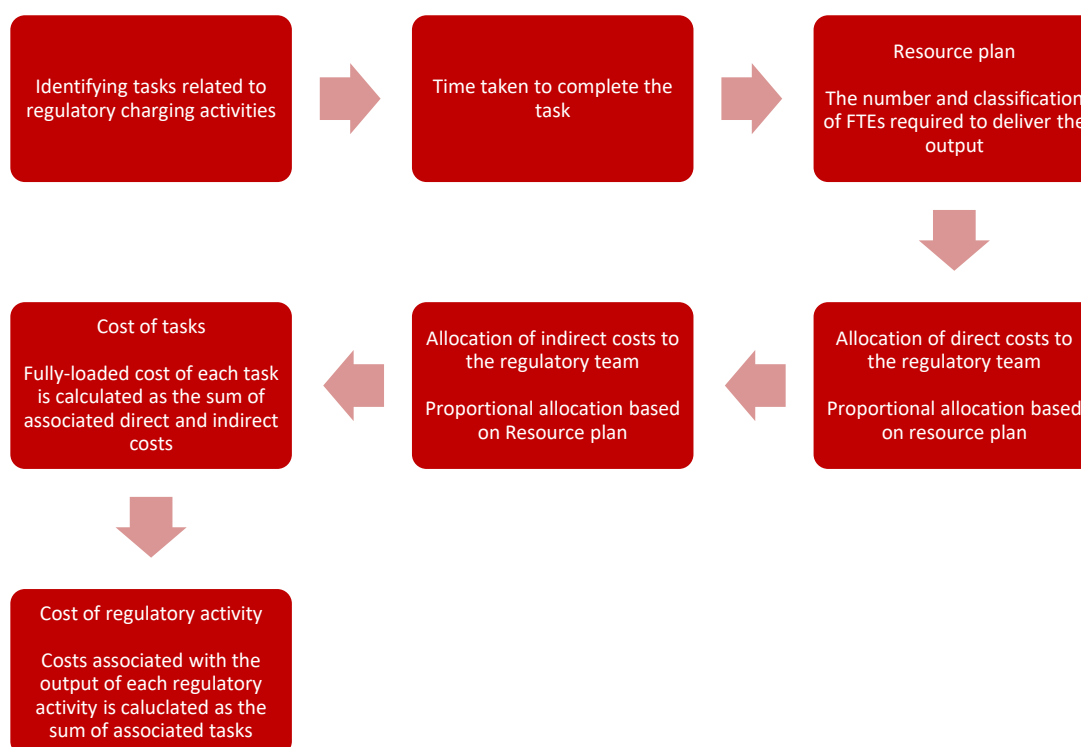 Identifying tasks related to
regulatory charging activities
Time taken to complete the
task
Resource plan
The number and classification
of FTEs required to deliver the
output
Allocation of direct costs to
the regulatory team
Proportional allocation based
on resource plan
Allocation of indirect costs to
the regulatory team
Proportional allocation based
on Resource plan
Cost of tasks
Fully-loaded cost of each task
is calculated as the sum of
associated direct and indirect
costs
Cost of regulatory activity
Costs associated with the
output of each regulatory
activity is caluclated as the
sum of associated tasks